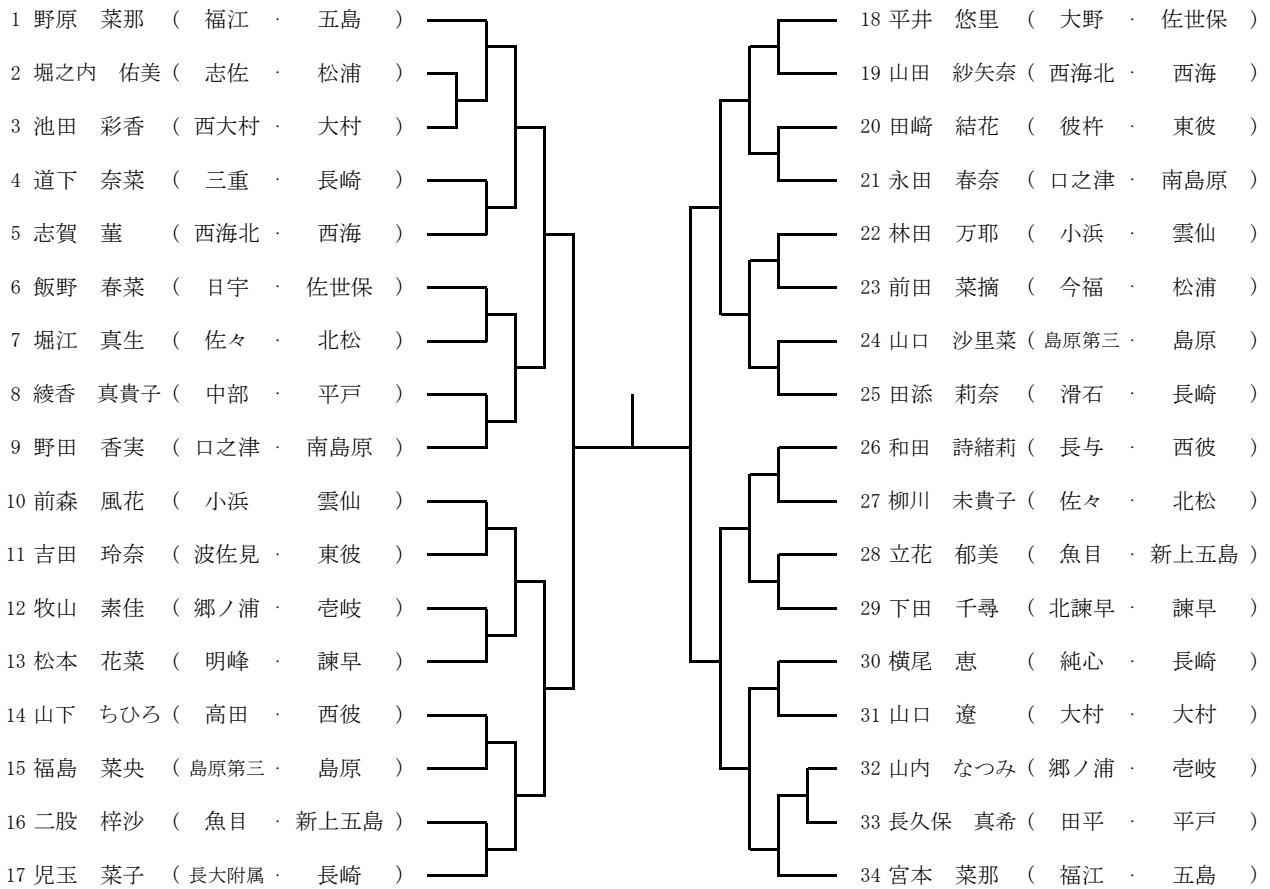 1 野原 菜那 ( 福江 ・ 五島 )
2 堀之内 佑美 ( 志佐 ・ 松浦 )
3 池田 彩香 ( 西大村 ・ 大村 )
4 道下 奈菜 ( 三重 ・ 長崎 )
5 志賀 菫 ( 西海北 ・ 西海 )
6 飯野 春菜 ( 日宇 ・ 佐世保 )
7 堀江 真生 ( 佐々 ・ 北松 )
8 綾香 真貴子 ( 中部 ・ 平戸 )
9 野田 香実 ( 口之津 ・ 南島原 )
10 前森 風花 ( 小浜 雲仙 )
11 吉田 玲奈 ( 波佐見 ・ 東彼 )
12 牧山 素佳 ( 郷ノ浦 ・ 壱岐 )
13 松本 花菜 ( 明峰 ・ 諫早 )
14 山下 ちひろ ( 高田 ・ 西彼 )
15 福島 菜央 ( 島原第三 ・ 島原 )
16 二股 梓沙 ( 魚目 ・ 新上五島 )
17 児玉 菜子 ( 長大附属 ・ 長崎 )
18 平井 悠里 ( 大野 ・ 佐世保 )
19 山田 紗矢奈 ( 西海北 ・ 西海 )
20 田﨑 結花 ( 彼杵 ・ 東彼 )
21 永田 春奈 ( 口之津 ・ 南島原 )
22 林田 万耶 ( 小浜 ・ 雲仙 )
23 前田 菜摘 ( 今福 ・ 松浦 )
24 山口 沙里菜 ( 島原第三 ・ 島原 )
25 田添 莉奈 ( 滑石 ・ 長崎 )
26 和田 詩緒莉 ( 長与 ・ 西彼 )
27 柳川 未貴子 ( 佐々 ・ 北松 )
28 立花 郁美 ( 魚目 ・ 新上五島 )
29 下田 千尋 ( 北諫早 ・ 諫早 )
30 横尾 恵 ( 純心 ・ 長崎 )
31 山口 遼 ( 大村 ・ 大村 )
32 山内 なつみ ( 郷ノ浦 ・ 壱岐 )
33 長久保 真希 ( 田平 ・ 平戸 )
34 宮本 菜那 ( 福江 ・ 五島 )